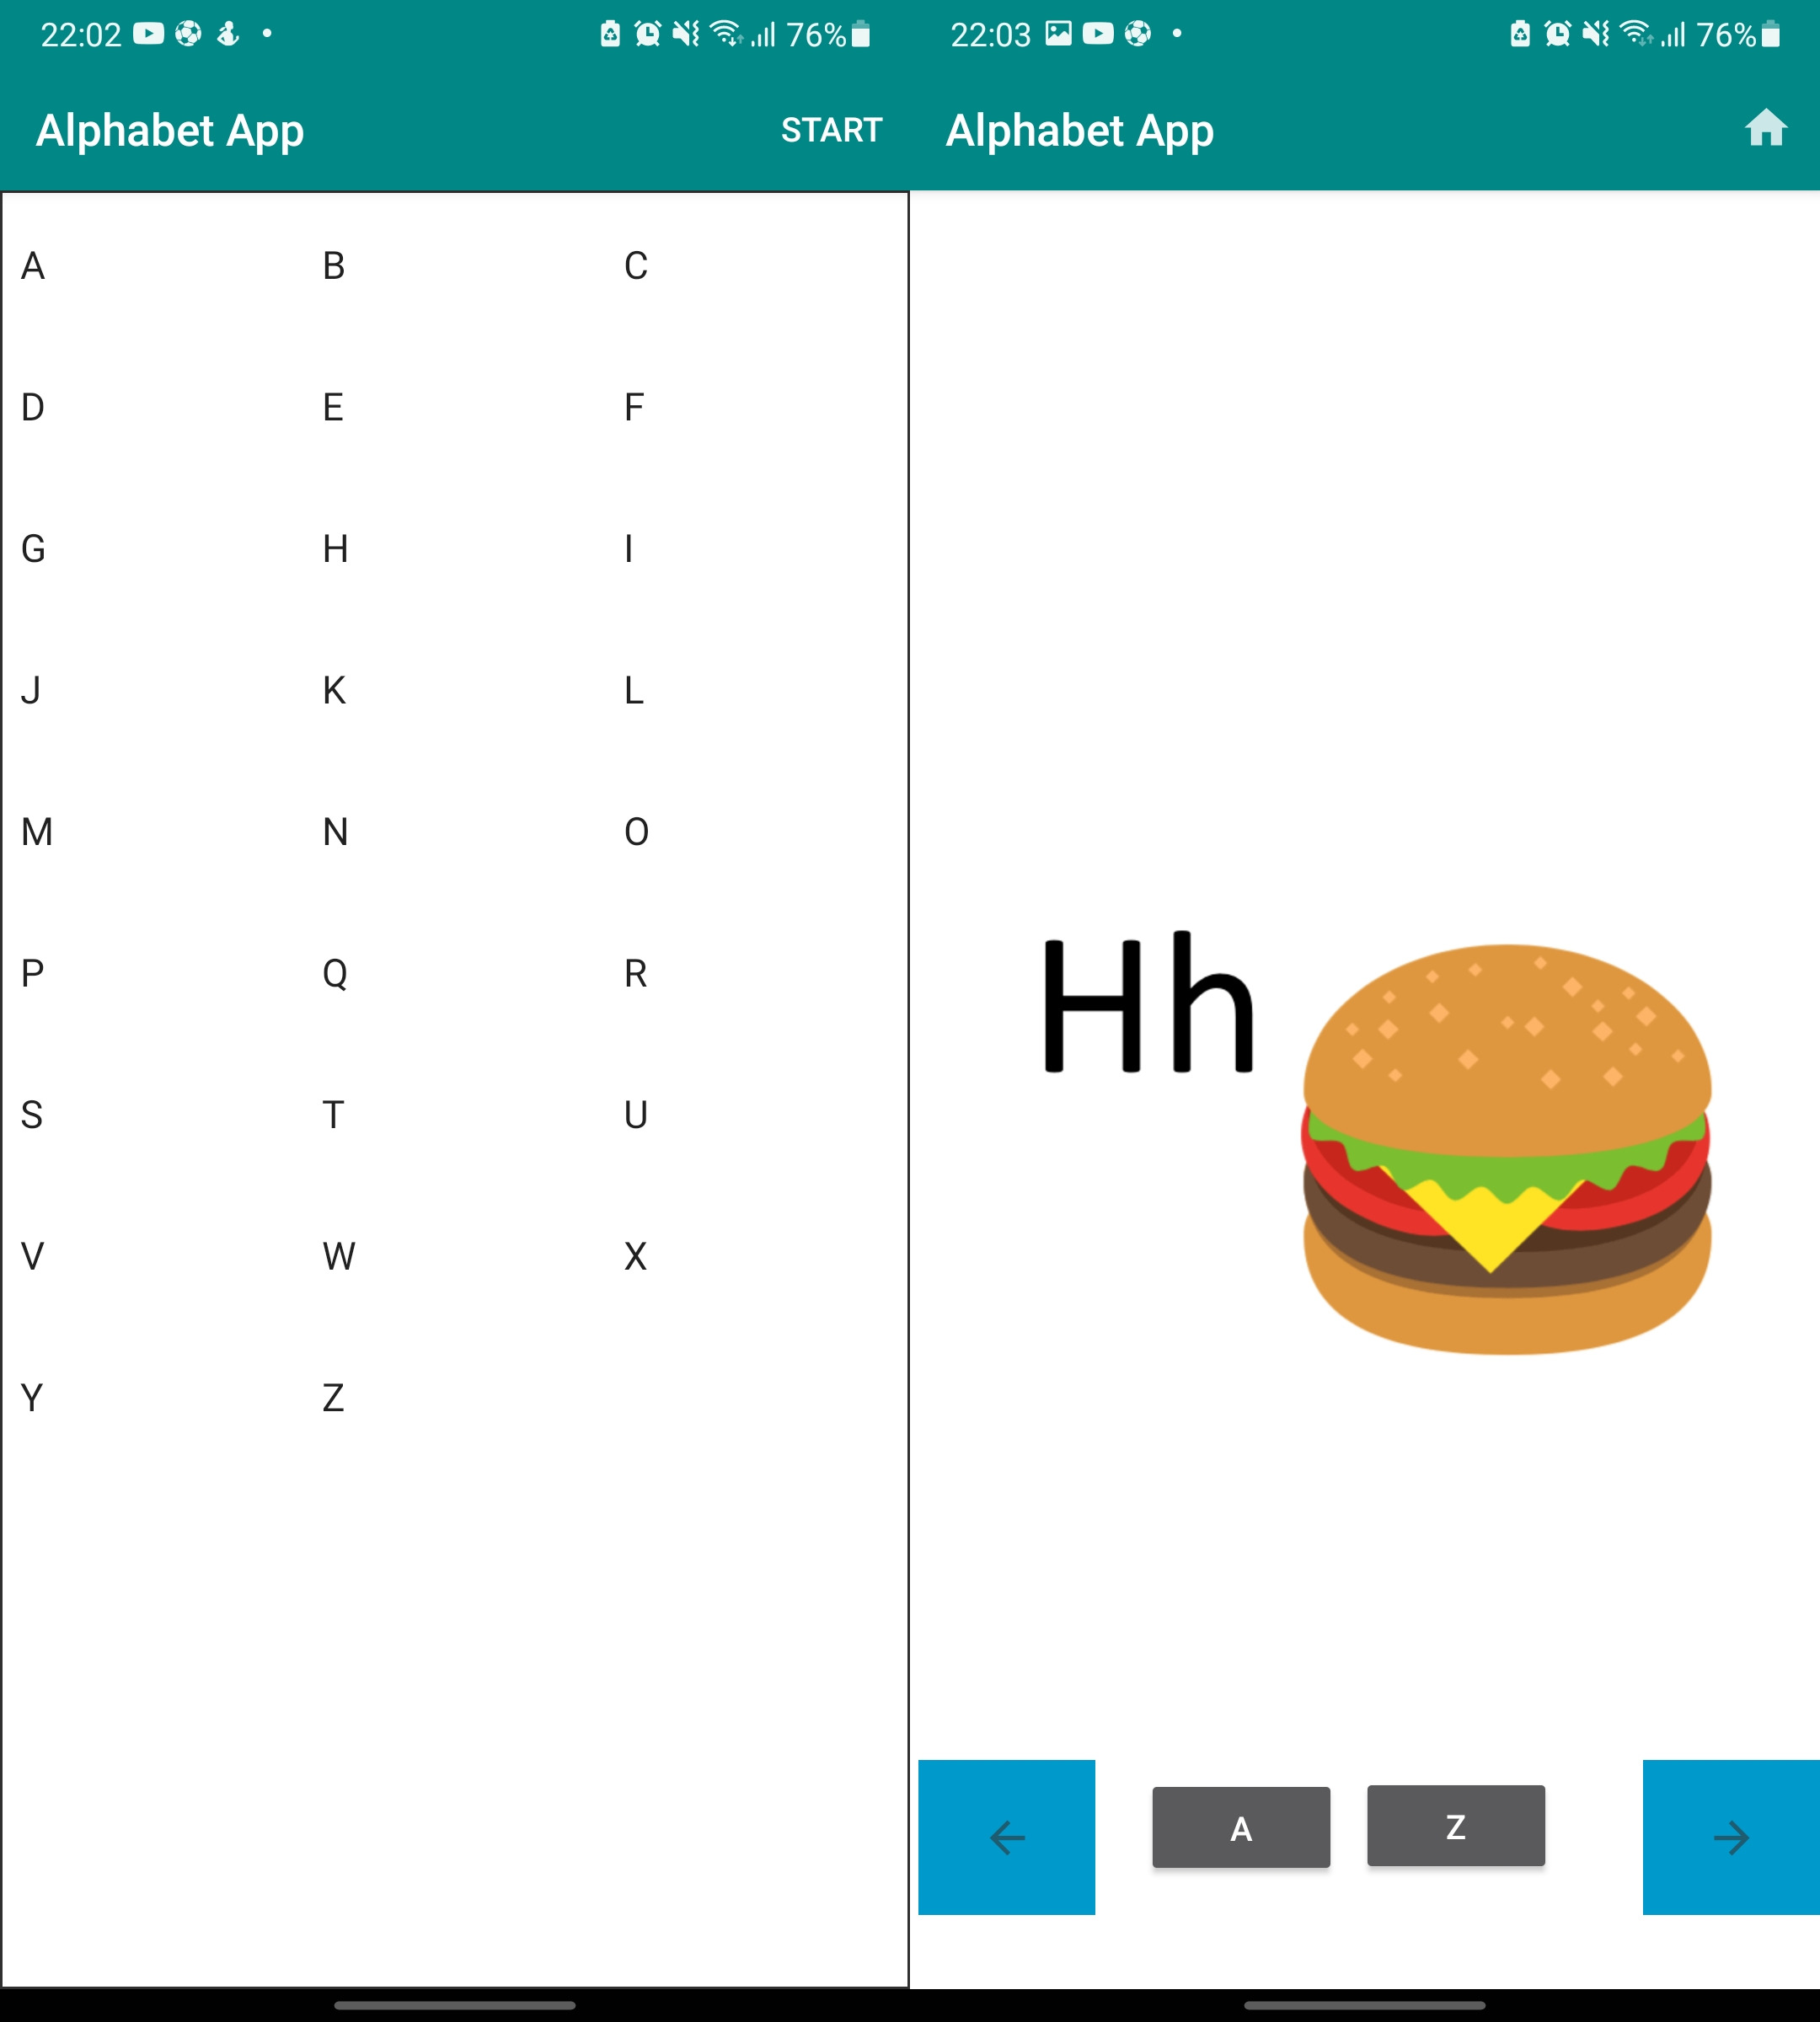 22:02 76%
Alphabet App START
A B C
D E F
G H I
J K L
M N O
P Q R
S T U
V W X
Y Z
22:03 76%
Alphabet App
Hh
A Z